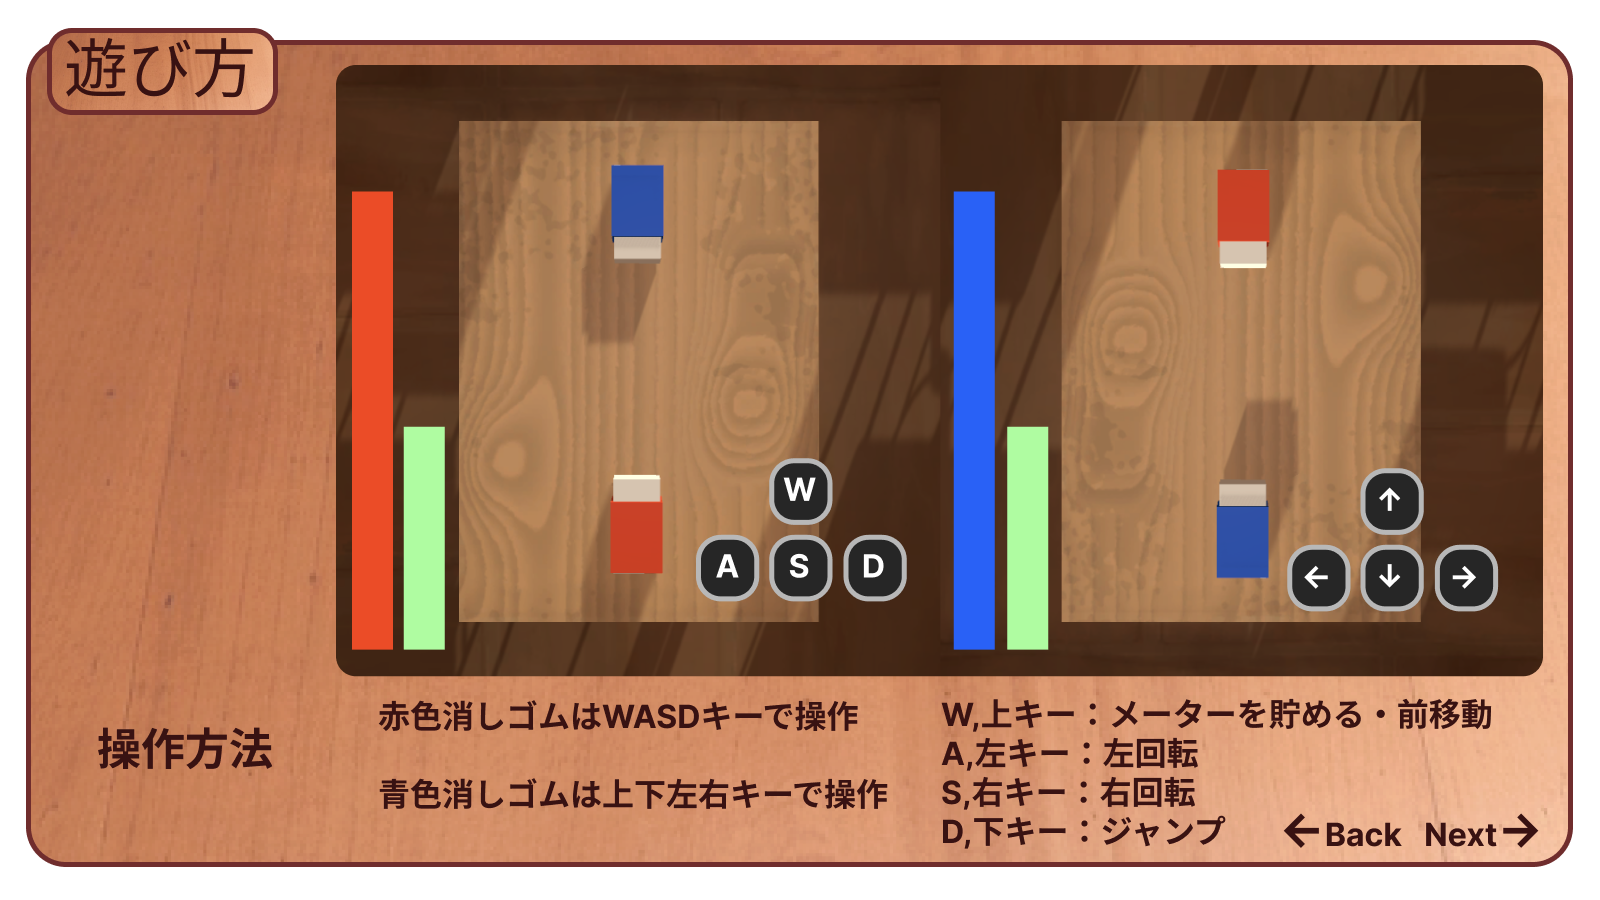 遊び方
W
A S D
↑
← ↓ →
操作方法
赤色消しゴムはWASDキーで操作
青色消しゴムは上下左右キーで操作
W,上キー：メーターを貯める・前移動
A,左キー：左回転
S,右キー：右回転
D,下キー：ジャンプ
←Back Next→